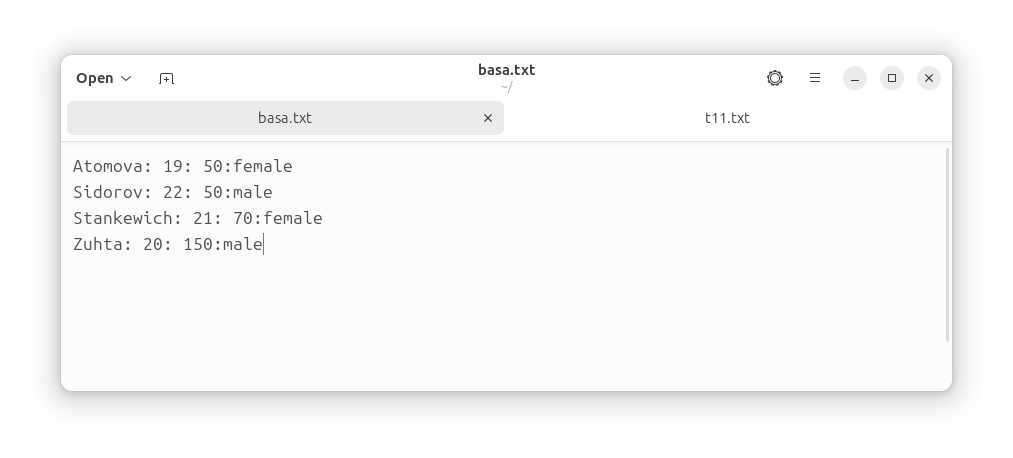 Open
basa.txt
~/
basa.txt
t11.txt
Atomova: 19: 50:female
Sidorov: 22: 50:male
Stankewich: 21: 70:female
Zuhta: 20: 150:male